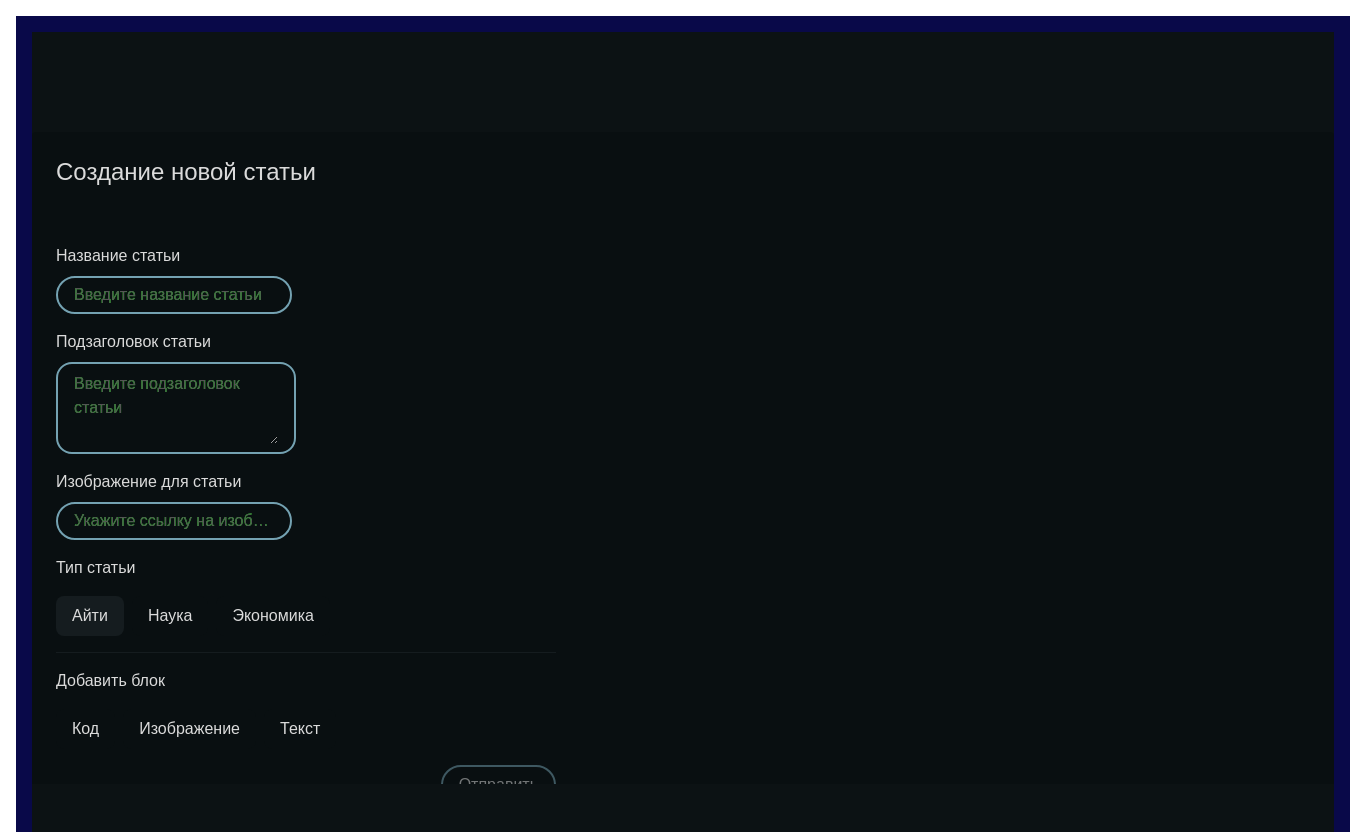 Создание новой статьи
Название статьи
Введите название статьи
Подзаголовок статьи
Введите подзаголовок
статьи
Изображение для статьи
Укажите ссылку на изоб…
Тип статьи
Айти Наука Экономика
Добавить блок
Код Изображение Текст
Отправить